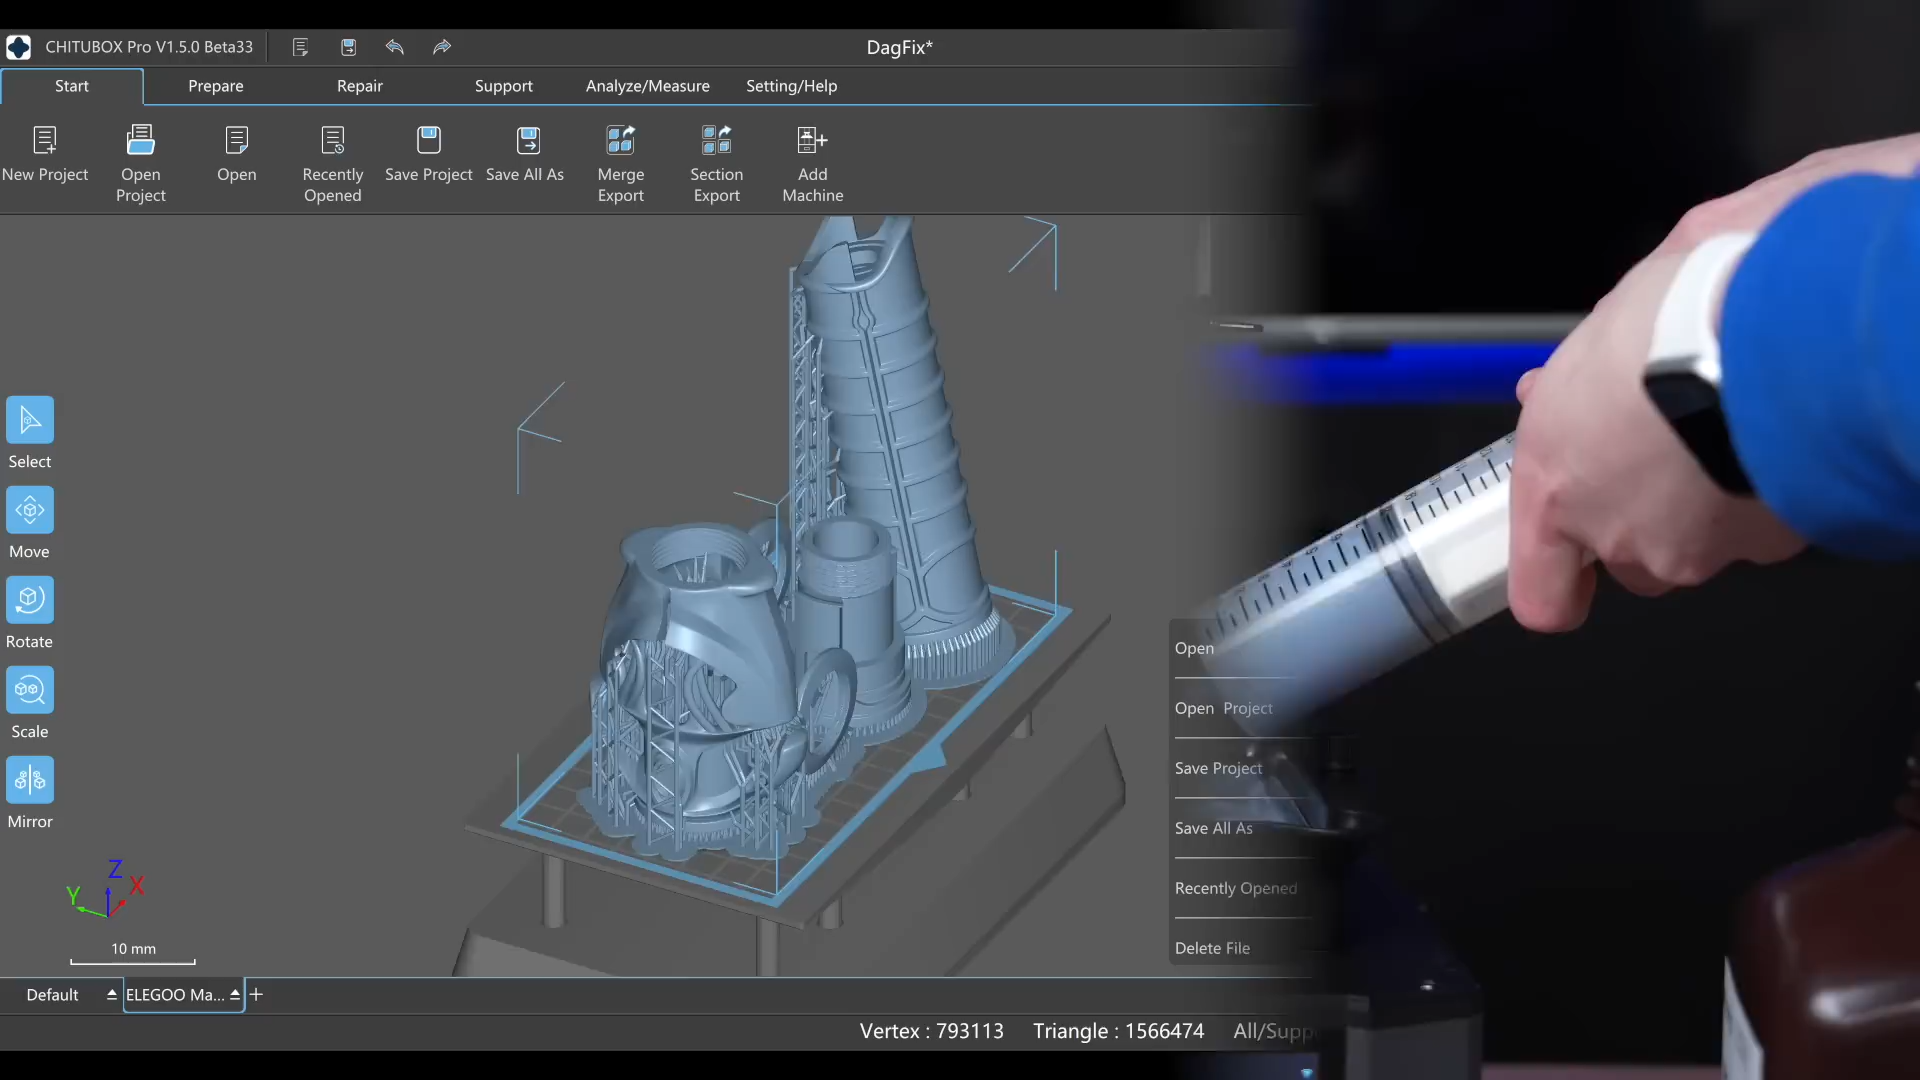 CHITUBOX Pro V1.5.0 Beta33
DagFix*
Start
Prepare
Repair
Support
Analyze/Measure
Setting/Help
New Project
Open
Project
Open
Recently
Opened
Save Project
Save All As
Merge
Export
Section
Export
Add
Machine
Select
Move
Rotate
Scale
Mirror
Z
Y
X
10 mm
Open
Open Project
Save Project
Save All As
Recently Opened
Delete File
Default
ELEGOO Ma...
Vertex : 793113
Triangle : 1566474
All/Supp